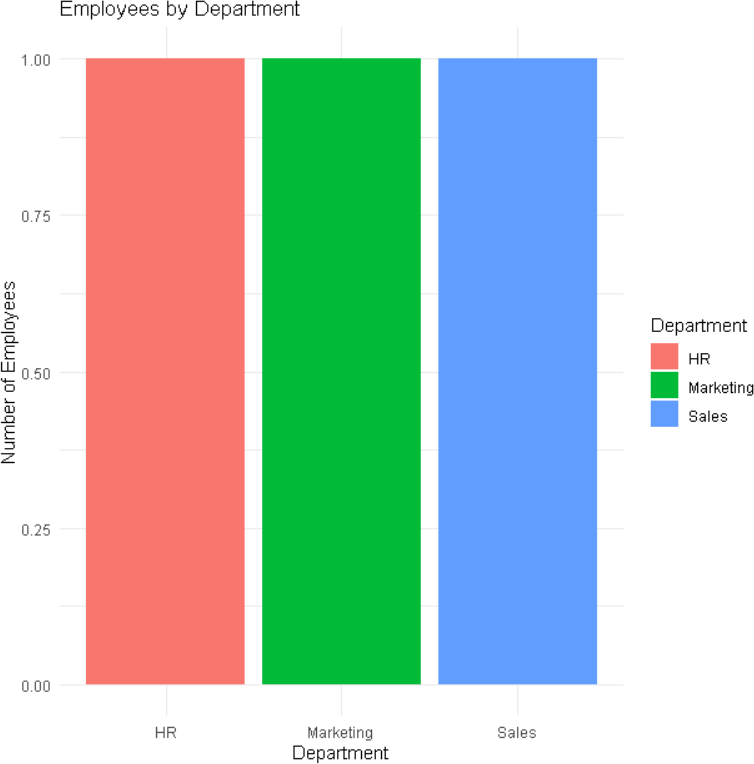 Employees by Department
1.00
0.75
0.50
0.25
0.00
Number of Employees
HR
Marketing
Sales
Department
Department
HR
Marketing
Sales